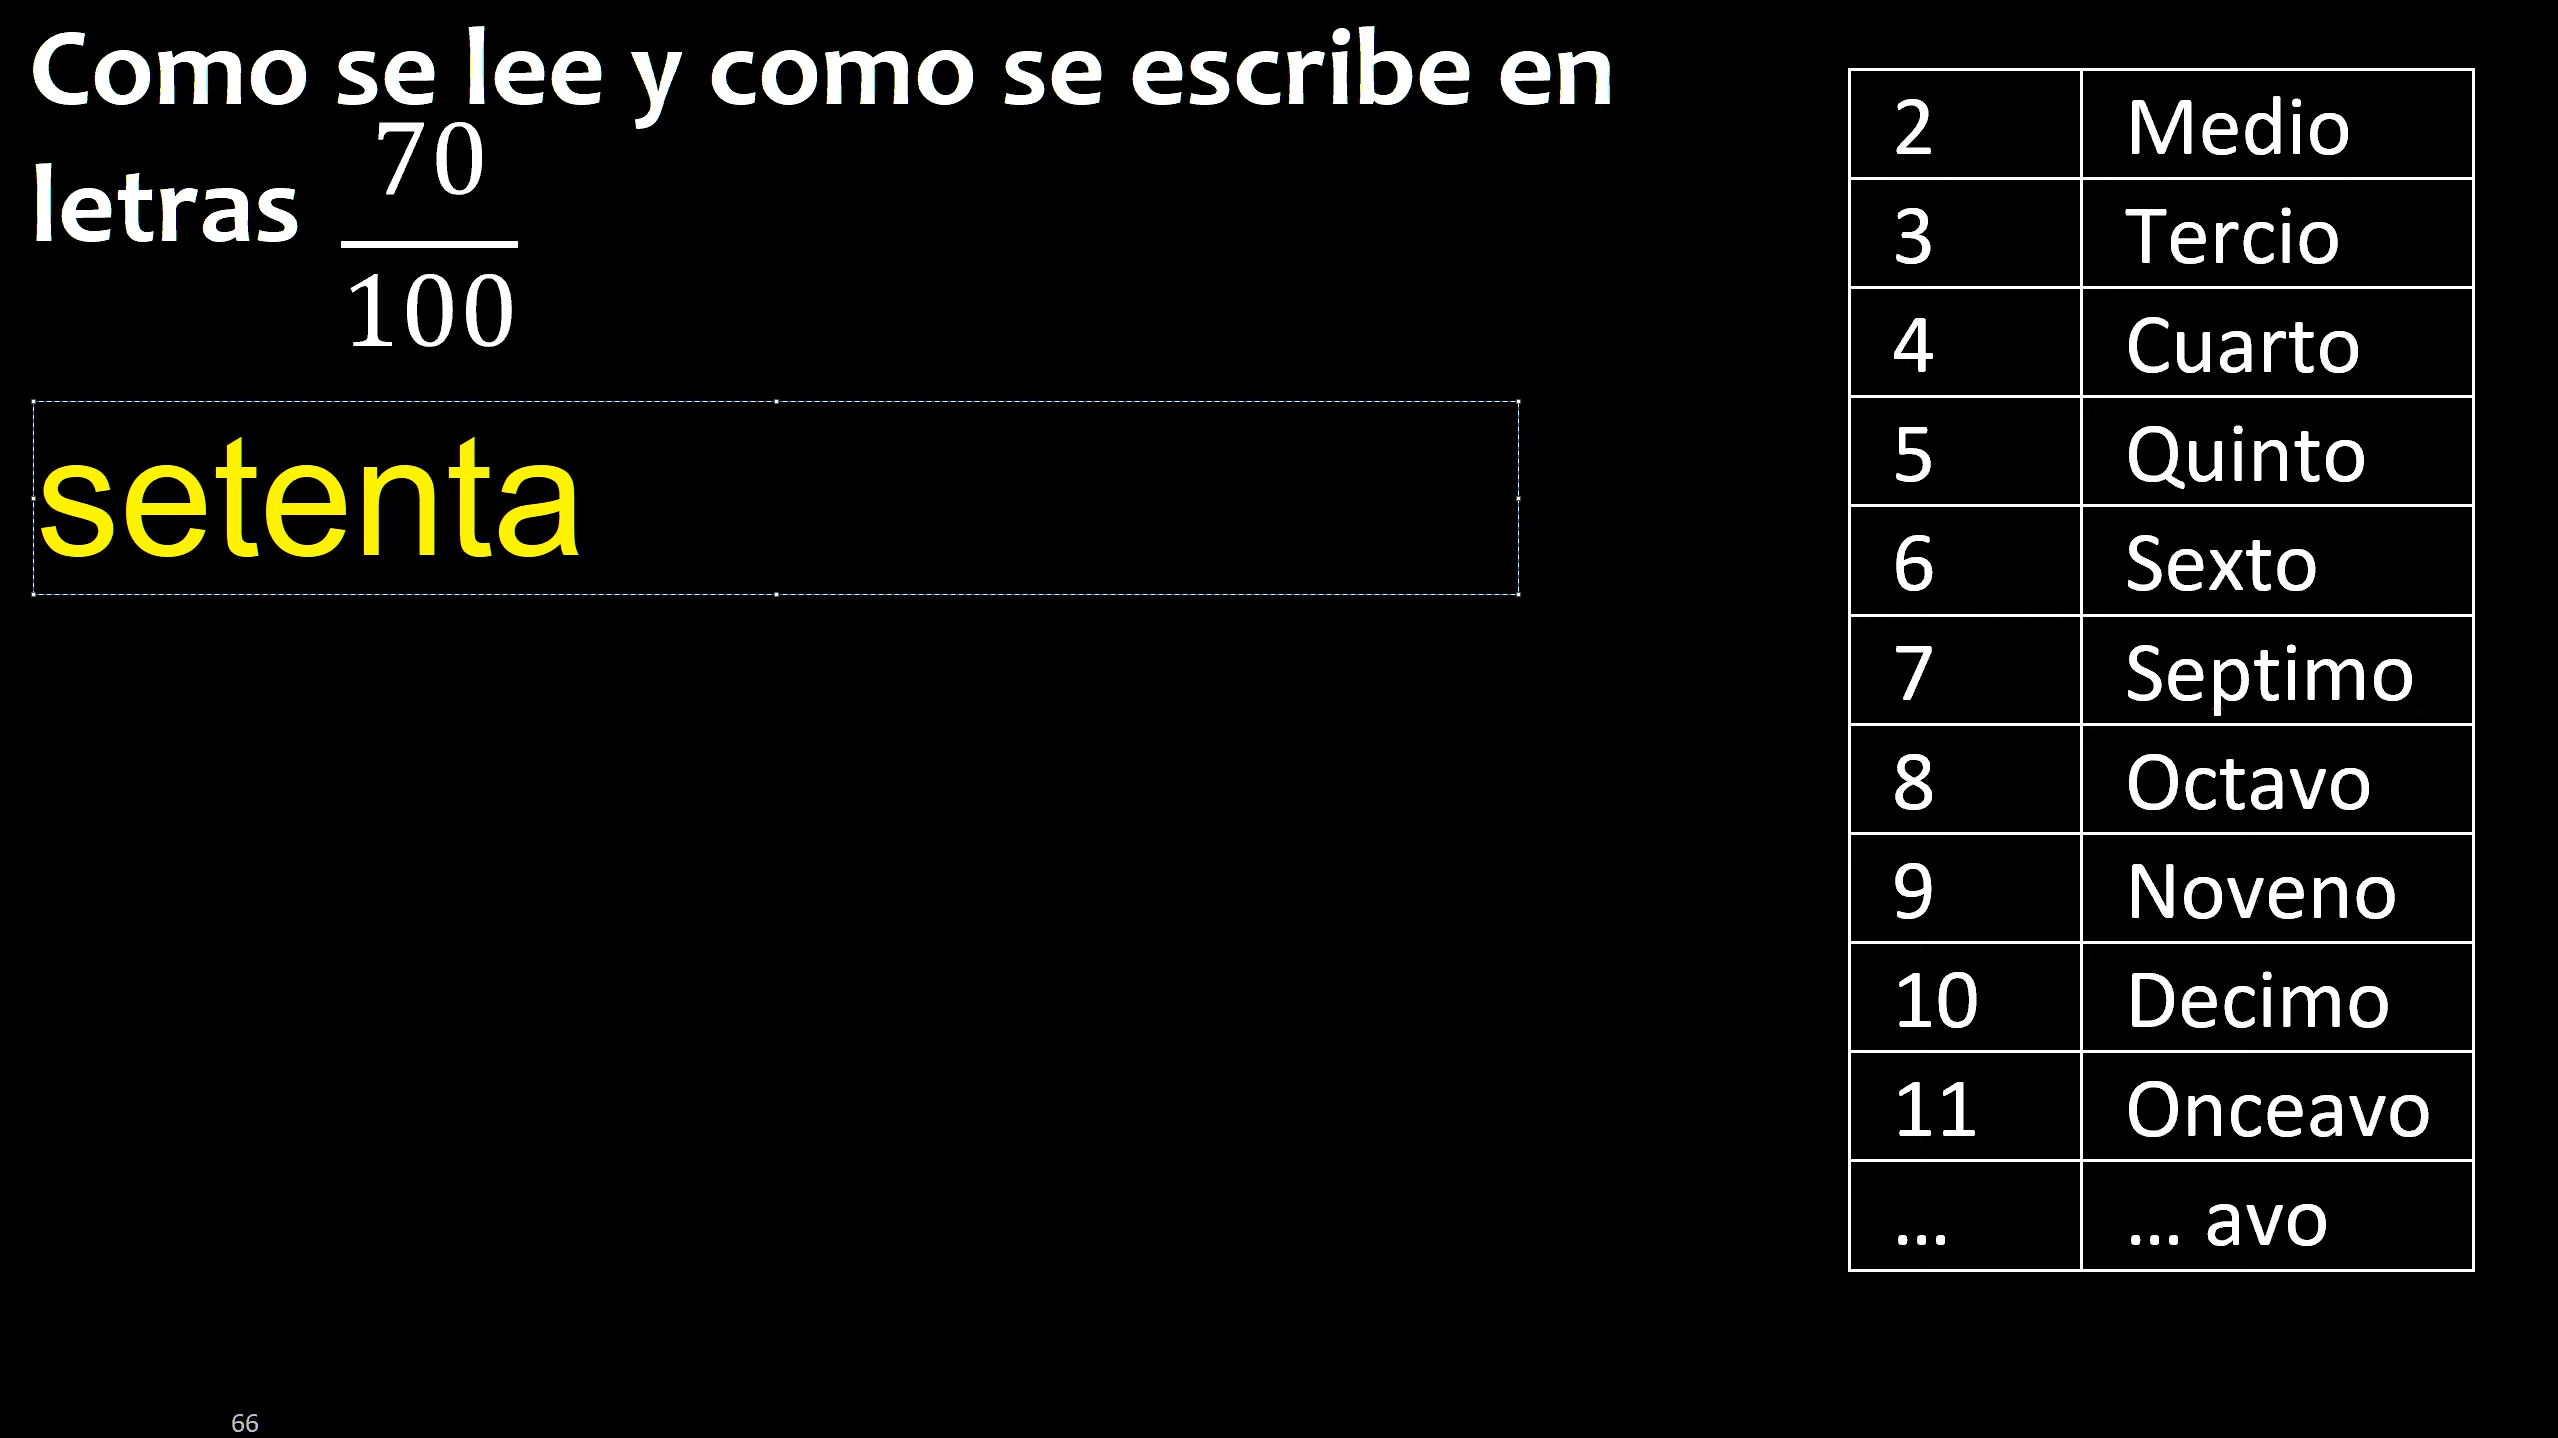 Como se lee y como se escribe en
letras 70/100
setenta
2 Medio
3 Tercio
4 Cuarto
5 Quinto
6 Sexto
7 Septimo
8 Octavo
9 Noveno
10 Decimo
11 Onceavo
... ... avo
66